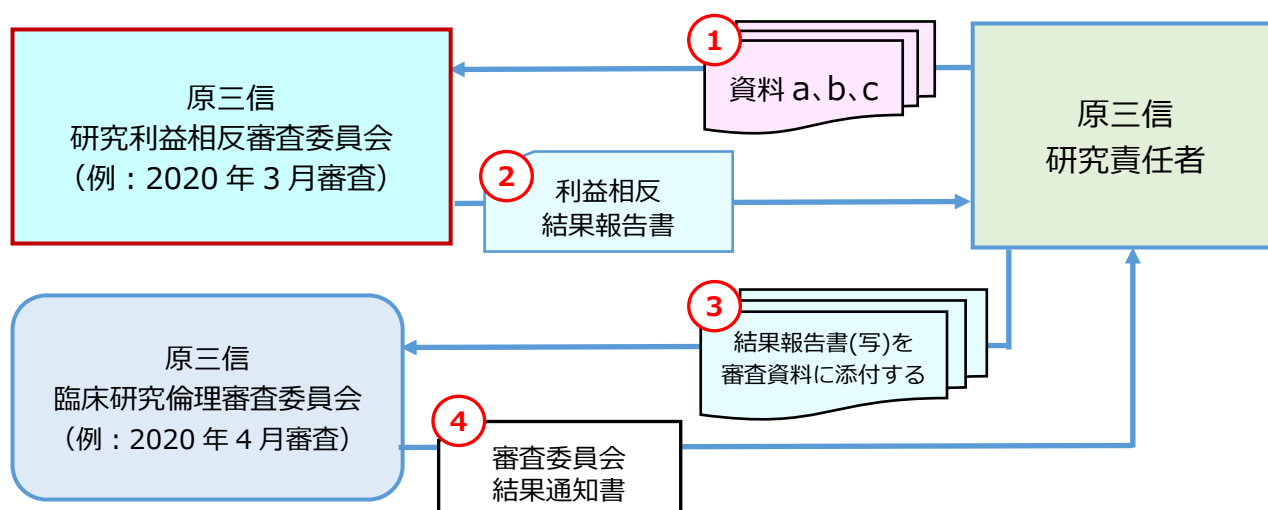 原三信
研究利益相反審査委員会
（例：2020 年 3 月審査）
1
資料 a、b、c
2
利益相反
結果報告書
原三信
研究責任者
原三信
臨床研究倫理審査委員会
（例：2020 年 4 月審査）
3
結果報告書(写)を
審査資料に添付する
4
審査委員会
結果通知書